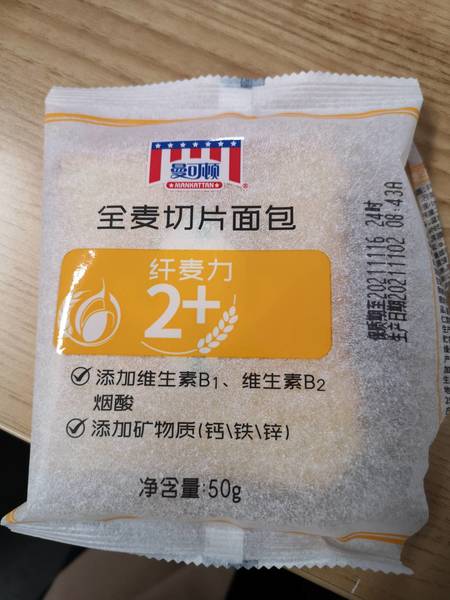 曼可顿
MANHATTAN
全麦切片面包
纤麦力
2+
添加维生素B1、维生素B2
烟酸
添加矿物质(钙\铁\锌)
净含量:50g
保质期至20211116 24时
生产日期20211102 08:43A